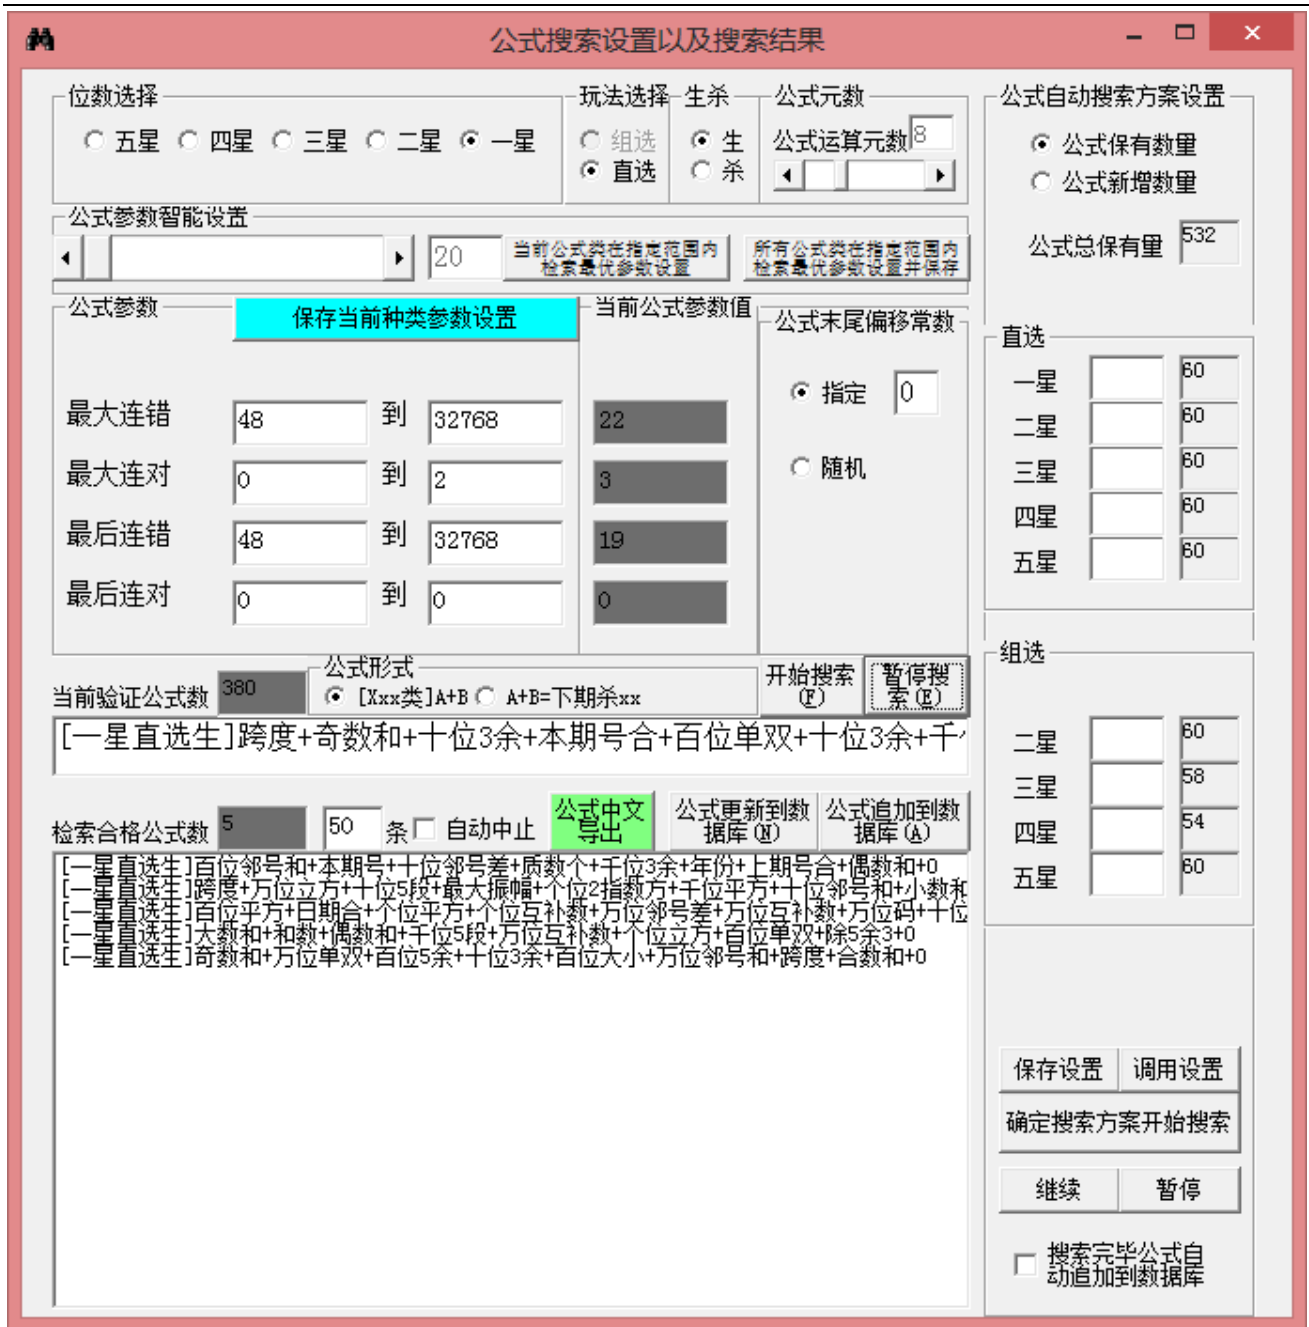 公式搜索设置以及搜索结果
位数选择
五星 四星 三星 二星 一星
玩法选择
组选
直选
生杀
生
杀
公式元数
公式运算元数 8
公式自动搜索方案设置
公式保有数量
公式新增数量
公式总保有量 532
公式参数智能设置
20
当前公式类在指定范围内
检索最优参数设置
所有公式类在指定范围内
检索最优参数设置并保存
公式参数
保存当前种类参数设置
当前公式参数值
最大连错 48 到 32768 22
最大连对 0 到 2 3
最后连错 48 到 32768 19
最后连对 0 到 0 0
公式末尾偏移常数
指定 0
随机
直选
一星 60
二星 60
三星 60
四星 60
五星 60
当前验证公式数 380
公式形式
[Xxx类]A+B A+B=下期杀xx
开始搜索
(F)
暂停搜
索(E)
[一星直选生]跨度+奇数和+十位3余+本期号合+百位单双+十位3余+千
组选
二星 60
三星 58
四星 54
五星 60
检索合格公式数 5 50 条 自动中止
公式中文
导出
公式更新到数
据库(N)
公式追加到数
据库(A)
[一星直选生]百位邻号和+本期号+十位邻号差+质数个+千位3余+年份+上期号合+偶数和+0
[一星直选生]跨度+万位立方+十位5段+最大振幅+个位2指数方+千位平方+十位邻号和+小数和
[一星直选生]百位平方+日期合+个位平方+个位互补数+万位邻号差+万位互补数+万位码+十位
[一星直选生]大数和+和数+偶数和+千位5段+万位互补数+个位立方+百位单双+除5余3+0
[一星直选生]奇数和+万位单双+百位5余+十位3余+百位大小+万位邻号和+跨度+合数和+0
保存设置 调用设置
确定搜索方案开始搜索
继续 暂停
搜索完毕公式自
动追加到数据库